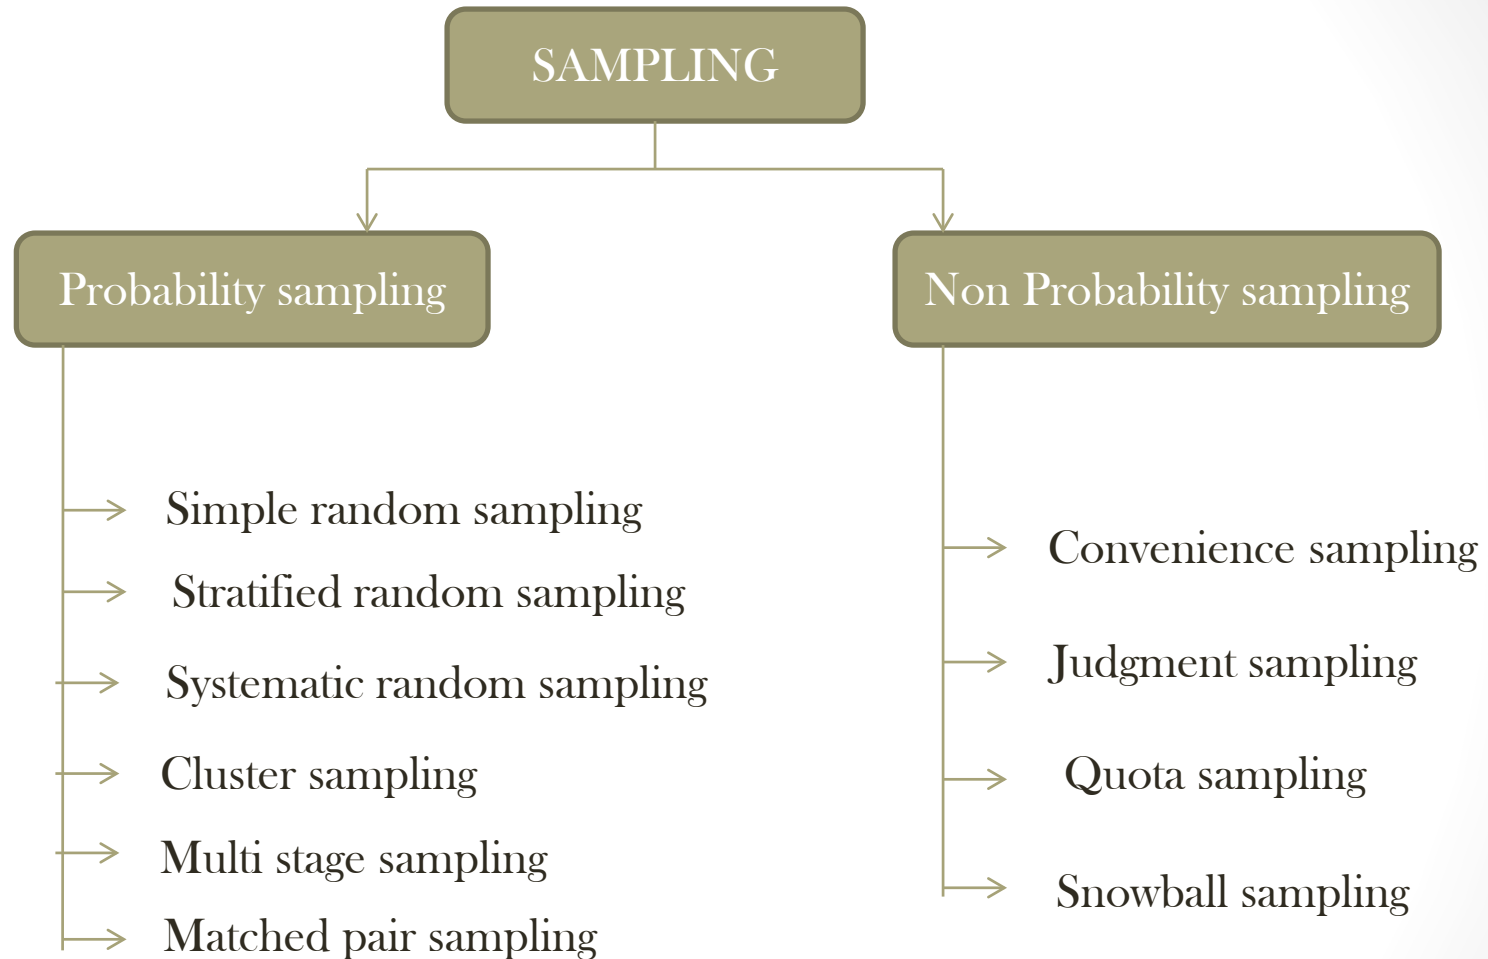 SAMPLING
Probability sampling
Non Probability sampling
Simple random sampling
Stratified random sampling
Systematic random sampling
Cluster sampling
Multi stage sampling
Matched pair sampling
Convenience sampling
Judgment sampling
Quota sampling
Snowball sampling